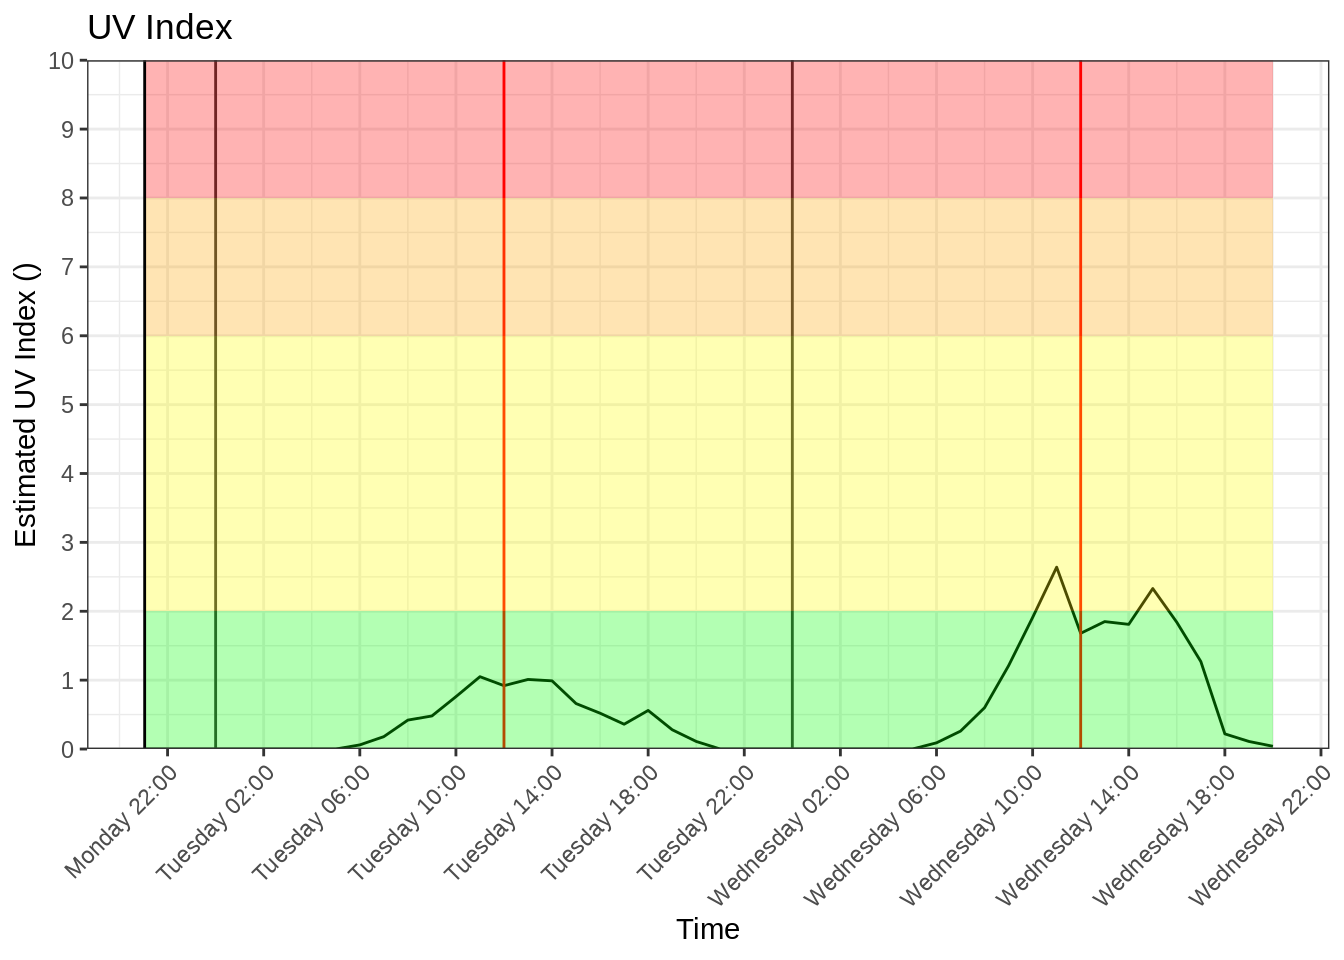 UV Index
Estimated UV Index ()
10
9
8
7
6
5
4
3
2
1
0
Monday 22:00
Tuesday 02:00
Tuesday 06:00
Tuesday 10:00
Tuesday 14:00
Tuesday 18:00
Tuesday 22:00
Wednesday 02:00
Wednesday 06:00
Wednesday 10:00
Wednesday 14:00
Wednesday 18:00
Wednesday 22:00
Time